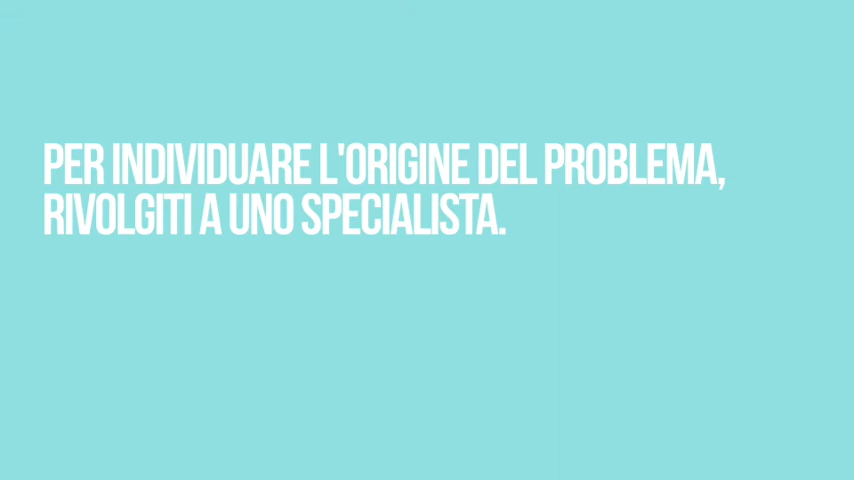 PER INDIVIDUARE L'ORIGINE DEL PROBLEMA,
RIVOLGITI A UNO SPECIALISTA.